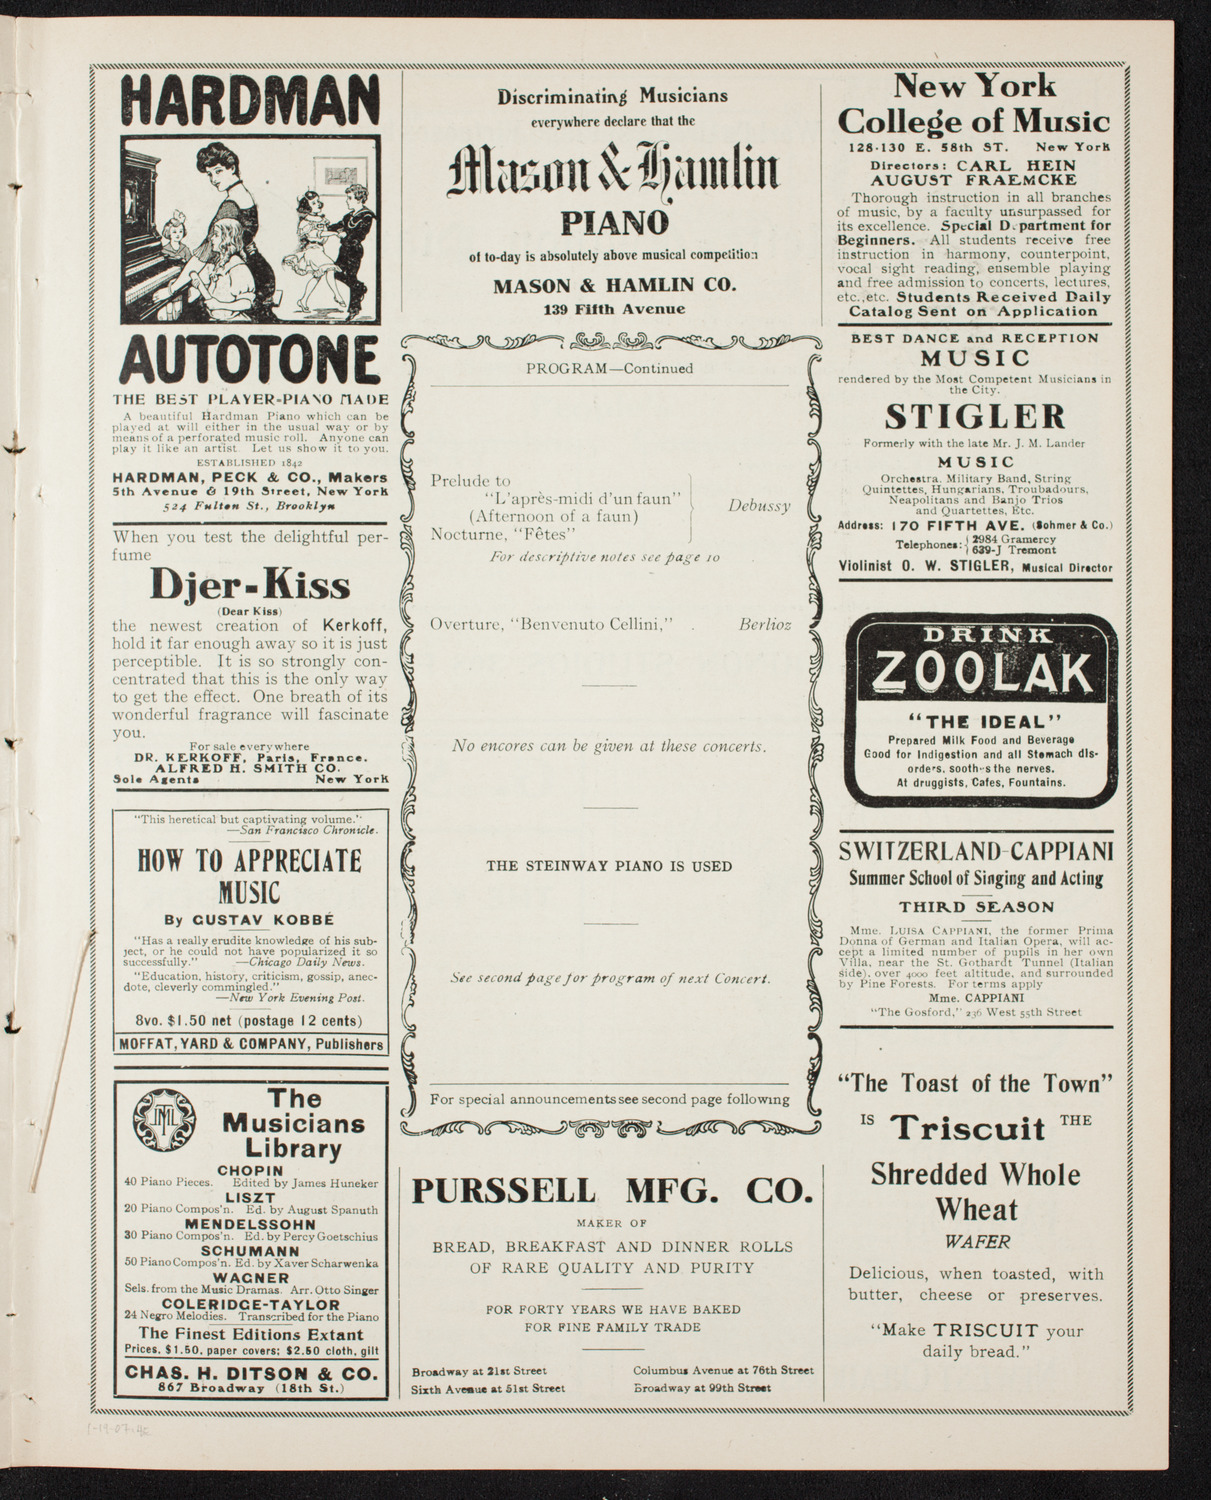 HARDMAN
AUTOTONE
THE BEST PLAYER-PIANO MADE
A beautiful Hardman Piano which can be
played at will either in the usual way or by
means of a perforated music roll. Anyone can
play it like an artist. Let us show it to you.
ESTABLISHED 1842
HARDMAN, PECK & CO., Makers
5th Avenue & 19th Street, New York
524 Fulton St., Brooklyn
When you test the delightful per-
fume
Djer-Kiss
(Dear Kiss)
the newest creation of Kerkoff,
hold it far enough away so it is just
perceptible. It is so strongly con-
centrated that this is the only way
to get the effect. One breath of its
wonderful fragrance will fascinate
you.
For sale everywhere
DR. KERKOFF, Paris, France.
ALFRED H. SMITH CO.
Sole Agents New York
"This heretical but captivating volume."
—San Francisco Chronicle.
HOW TO APPRECIATE
MUSIC
By GUSTAV KOBBÉ
"Has a really erudite knowledge of his sub-
ject, or he could not have popularized it so
successfully." —Chicago Daily News.
"Education, history, criticism, gossip, anec-
dote, cleverly commingled."
—New York Evening Post.
8vo. $1.50 net (postage 12 cents)
MOFFAT, YARD & COMPANY, Publishers
The
Musicians
Library
CHOPIN
40 Piano Pieces. Edited by James Huneker
LISZT
20 Piano Compos'n. Ed. by August Spanuth
MENDELSSOHN
30 Piano Compos'n. Ed. by Percy Goetschius
SCHUMANN
50 Piano Compos'n. Ed. by Xaver Scharwenka
WAGNER
Sels. from the Music Dramas. Arr. Otto Singer
COLERIDGE-TAYLOR
24 Negro Melodies. Transcribed for the Piano
The Finest Editions Extant
Prices, $1.50, paper covers; $2.50 cloth, gilt
CHAS. H. DITSON & CO.
867 Broadway (18th St.)
Discriminating Musicians
everywhere declare that the
Mason & Hamlin
PIANO
of to-day is absolutely above musical competition
MASON & HAMLIN CO.
139 Fifth Avenue
PROGRAM—Continued
Prelude to
"L'après-midi d'un faun"
(Afternoon of a faun)
Debussy
Nocturne, "Fêtes"
For descriptive notes see page 10
Overture, "Benvenuto Cellini," . Berlioz
No encores can be given at these concerts.
THE STEINWAY PIANO IS USED
See second page for program of next Concert.
For special announcements see second page following
PURSSELL MFG. CO.
MAKER OF
BREAD, BREAKFAST AND DINNER ROLLS
OF RARE QUALITY AND PURITY
FOR FORTY YEARS WE HAVE BAKED
FOR FINE FAMILY TRADE
Broadway at 21st Street Columbus Avenue at 76th Street
Sixth Avenue at 51st Street Broadway at 99th Street
New York
College of Music
128-130 E. 58th ST. New York
Directors: CARL HEIN
AUGUST FRAEMCKE
Thorough instruction in all branches
of music, by a faculty unsurpassed for
its excellence. Special D partment for
Beginners. All students receive free
instruction in harmony, counterpoint,
vocal sight reading, ensemble playing
and free admission to concerts, lectures,
etc., etc. Students Received Daily
Catalog Sent on Application
BEST DANCE and RECEPTION
MUSIC
rendered by the Most Competent Musicians in
the City.
STIGLER
Formerly with the late Mr. J. M. Lander
MUSIC
Orchestra. Military Band, String
Quintettes, Hungarians, Troubadours,
Neapolitans and Banjo Trios
and Quartettes, Etc.
Address: 170 FIFTH AVE. (Sohmer & Co.)
Telephones: 2984 Gramercy
639-J Tremont
Violinist O. W. STIGLER, Musical Director
DRINK
ZOOLAK
"THE IDEAL"
Prepared Milk Food and Beverage
Good for Indigestion and all Stomach dis-
orders, sooth-s the nerves.
At druggists, Cafes, Fountains.
SWITZERLAND-CAPPIANI
Summer School of Singing and Acting
THIRD SEASON
Mme. LUISA CAPPIANI, the former Prima
Donna of German and Italian Opera, will ac-
cept a limited number of pupils in her own
Villa, near the St. Gothardt Tunnel (Italian
side), over 4000 feet altitude, and surrounded
by Pine Forests. For terms apply
Mme. CAPPIANI
"The Gosford," 236 West 55th Street
"The Toast of the Town"
IS Triscuit THE
Shredded Whole
Wheat
WAFER
Delicious, when toasted, with
butter, cheese or preserves.
"Make TRISCUIT your
daily bread."